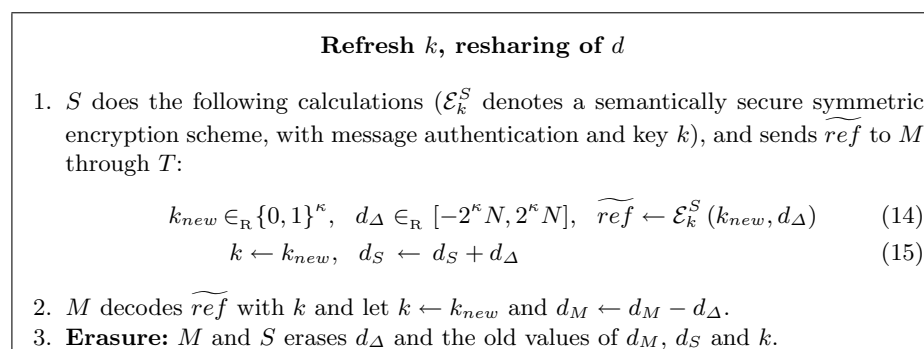 Refresh k, resharing of d
1. S does the following calculations (ℰ_k^S denotes a semantically secure symmetric
encryption scheme, with message authentication and key k), and sends \widetilde{ref} to M
through T:
k_{new} ∈_R {0, 1}^κ,   d_Δ ∈_R [−2^κ N, 2^κ N],   \widetilde{ref} ← ℰ_k^S (k_{new}, d_Δ)   (14)
k ← k_{new},   d_S ← d_S + d_Δ   (15)
2. M decodes \widetilde{ref} with k and let k ← k_{new} and d_M ← d_M − d_Δ.
3. Erasure: M and S erases d_Δ and the old values of d_M, d_S and k.